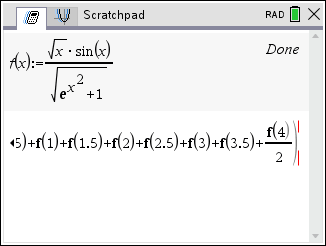 Scratchpad RAD
f(x):=√x·sin(x)/√(e^x^2+1) Done
◂5)+f(1)+f(1.5)+f(2)+f(2.5)+f(3)+f(3.5)+f(4)/2)